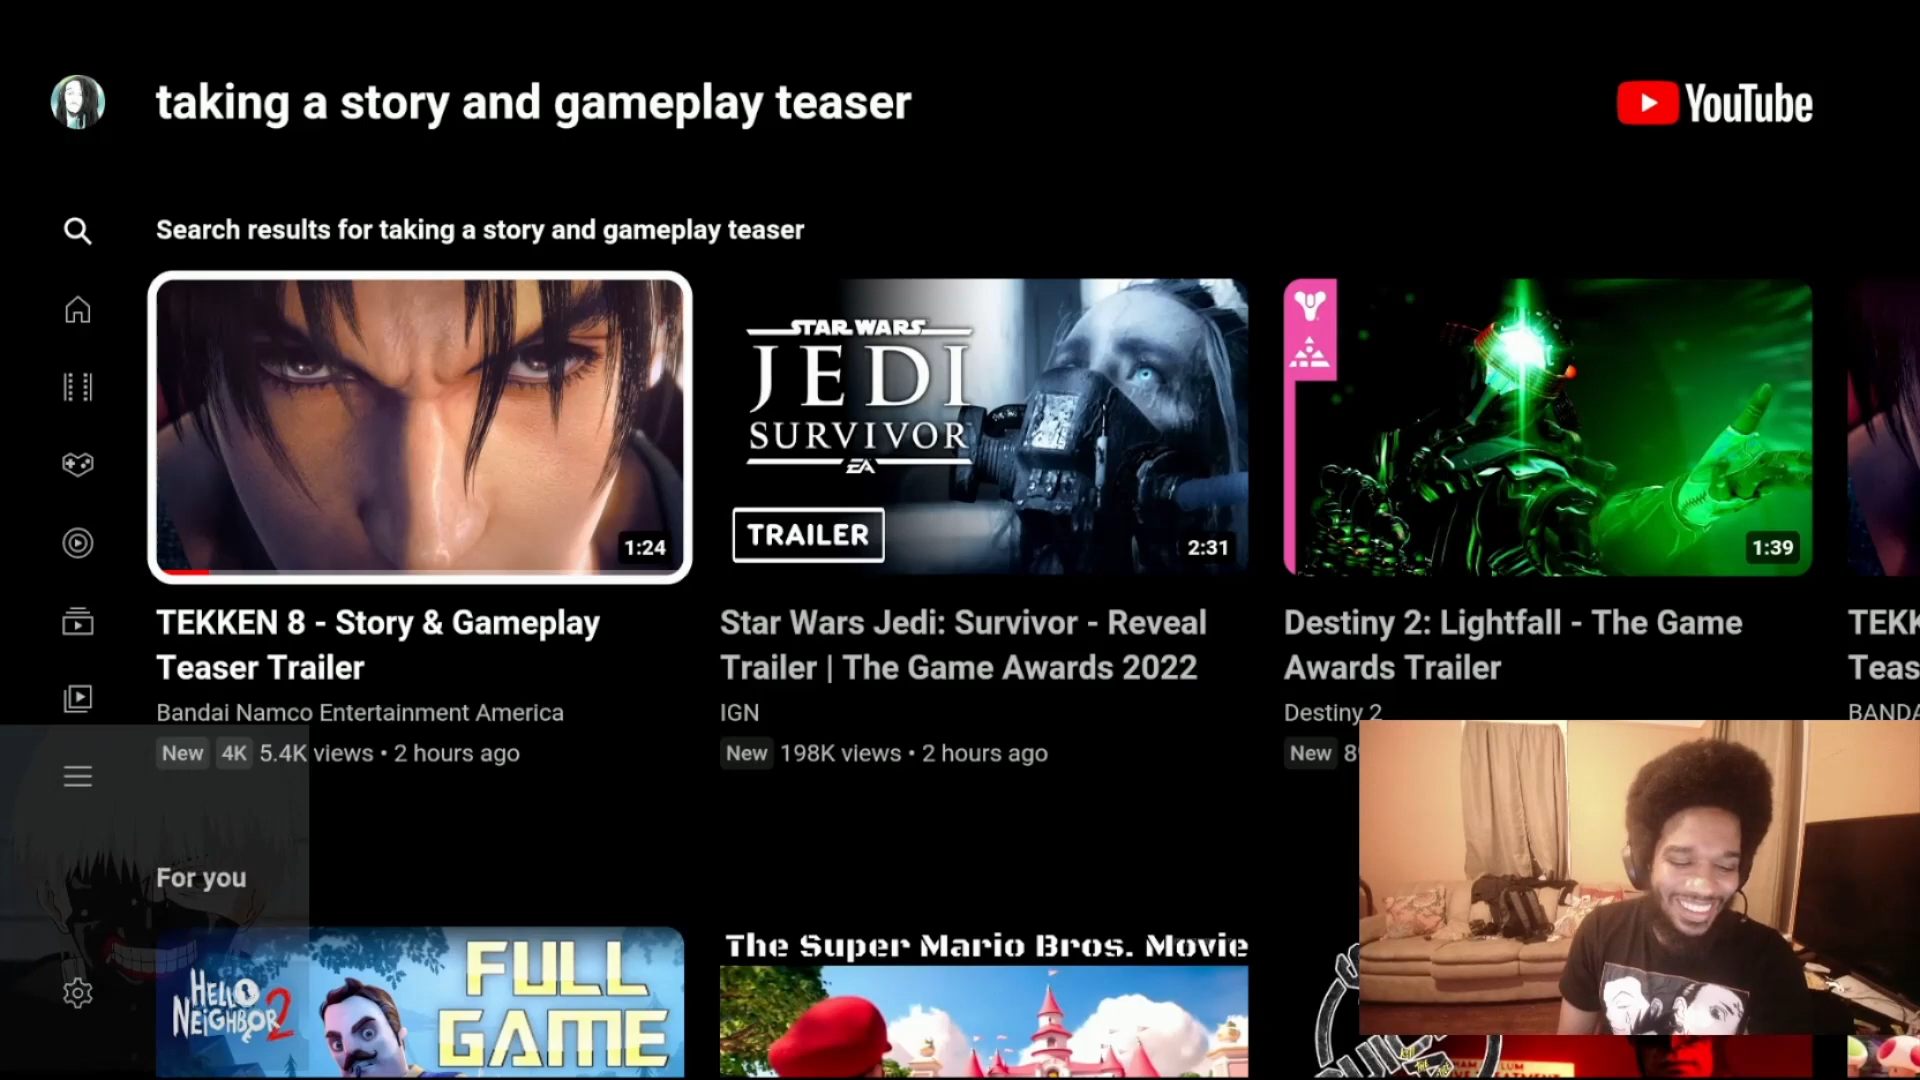 taking a story and gameplay teaser
YouTube
Search results for taking a story and gameplay teaser
1:24
STAR WARS
JEDI
SURVIVOR
EA
TRAILER
2:31
1:39
TEKKEN 8 - Story & Gameplay
Teaser Trailer
Bandai Namco Entertainment America
New 4K 5.4K views • 2 hours ago
Star Wars Jedi: Survivor - Reveal
Trailer | The Game Awards 2022
IGN
New 198K views • 2 hours ago
Destiny 2: Lightfall - The Game
Awards Trailer
Destiny 2
New 8
TEKK
Teas
BANDA
For you
HELLO
NEIGHBOR 2
FULL
GAME
The Super Mario Bros. Movie